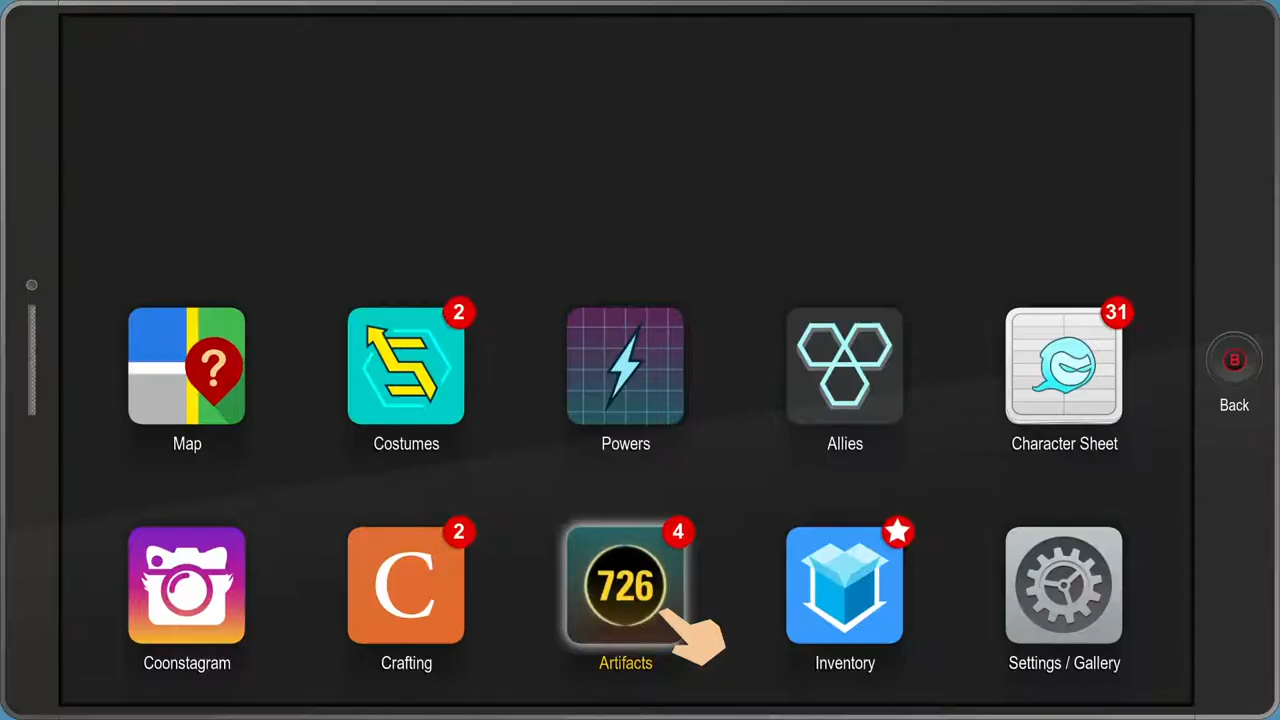 2
31
?
Map
Costumes
Powers
Allies
Character Sheet
B
Back
2
4
C
726
Coonstagram
Crafting
Artifacts
Inventory
Settings / Gallery